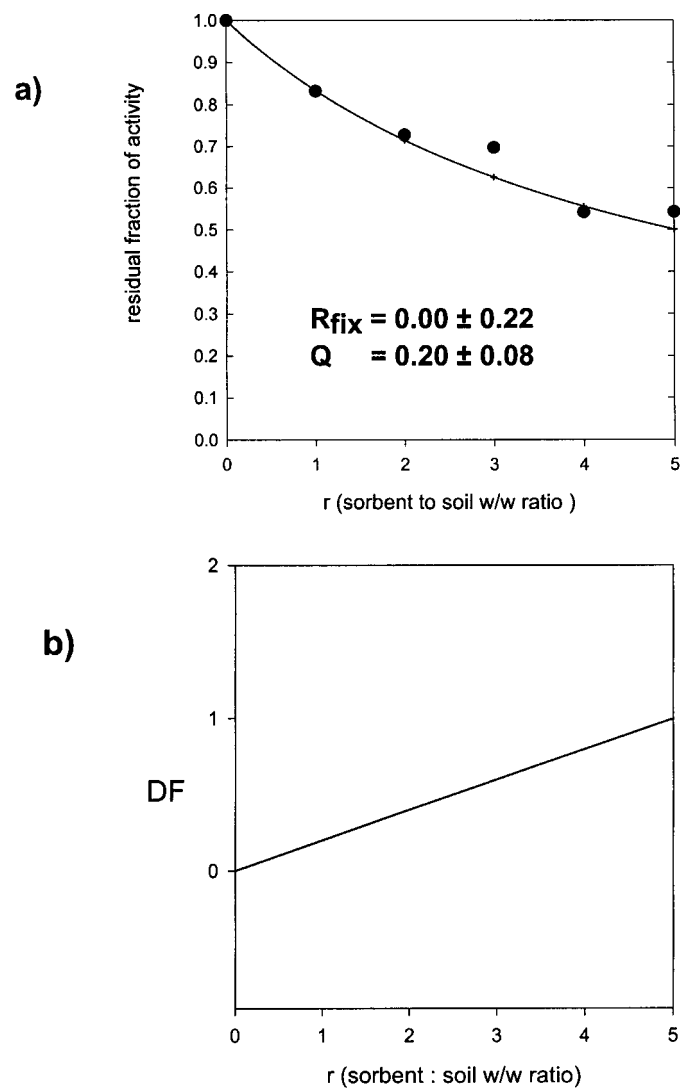 a)
residual fraction of activity
1.0
0.9
0.8
0.7
0.6
0.5
0.4
0.3
0.2
0.1
0.0
Rfix = 0.00 ± 0.22
Q = 0.20 ± 0.08
0 1 2 3 4 5
r (sorbent to soil w/w ratio )
b)
DF
2
1
0
0 1 2 3 4 5
r (sorbent : soil w/w ratio)